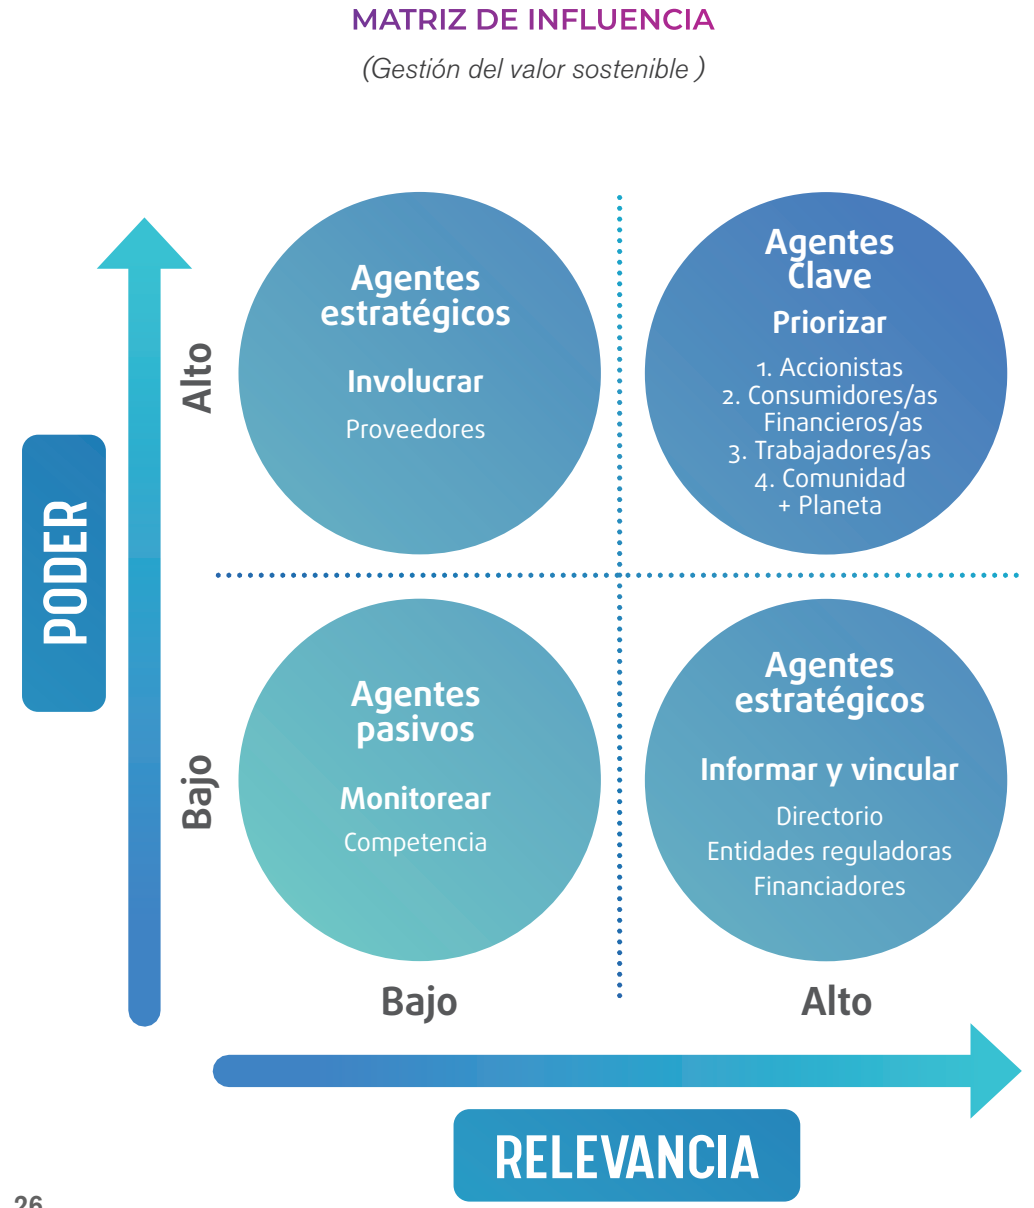 MATRIZ DE INFLUENCIA
(Gestión del valor sostenible )
PODER
Alto
Bajo
Agentes
estratégicos
Involucrar
Proveedores
Agentes
Clave
Priorizar
1. Accionistas
2. Consumidores/as
Financieros/as
3. Trabajadores/as
4. Comunidad
+ Planeta
Agentes
pasivos
Monitorear
Competencia
Agentes
estratégicos
Informar y vincular
Directorio
Entidades reguladoras
Financiadores
Bajo
Alto
RELEVANCIA
26